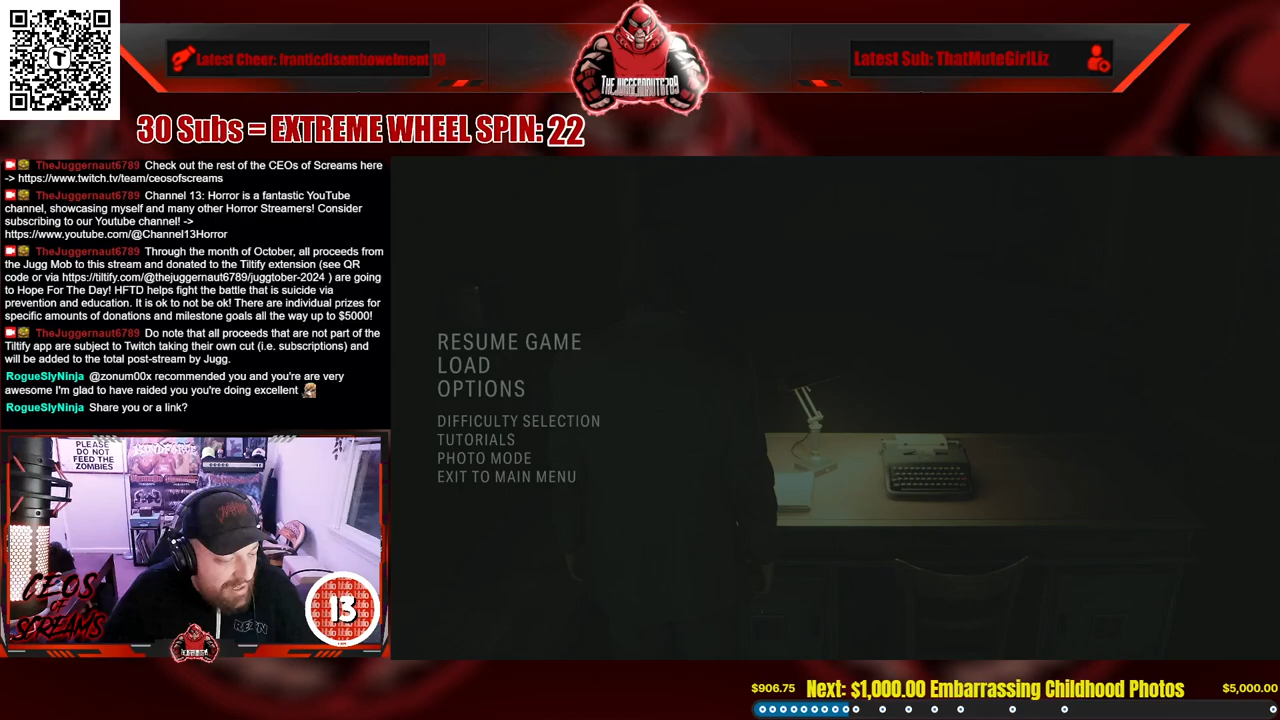 Latest Cheer: franticdisembowelment 10
Latest Sub: ThatMuteGirlLiz
THEJUGGERNAUT6789
30 Subs = EXTREME WHEEL SPIN: 22
TheJuggernaut6789 Check out the rest of the CEOs of Screams here
-> https://www.twitch.tv/team/ceosofscreams
TheJuggernaut6789 Channel 13: Horror is a fantastic YouTube
channel, showcasing myself and many other Horror Streamers! Consider
subscribing to our Youtube channel! ->
https://www.youtube.com/@Channel13Horror
TheJuggernaut6789 Through the month of October, all proceeds from
the Jugg Mob to this stream and donated to the Tiltify extension (see QR
code or via https://tiltify.com/@thejuggernaut6789/juggtober-2024 ) are going
to Hope For The Day! HFTD helps fight the battle that is suicide via
prevention and education. It is ok to not be ok! There are individual prizes for
specific amounts of donations and milestone goals all the way up to $5000!
TheJuggernaut6789 Do note that all proceeds that are not part of the
Tiltify app are subject to Twitch taking their own cut (i.e. subscriptions) and
will be added to the total post-stream by Jugg.
RogueSlyNinja @zonum00x recommended you and you're are very
awesome I'm glad to have raided you you're doing excellent
RogueSlyNinja Share you or a link?
RESUME GAME
LOAD
OPTIONS
DIFFICULTY SELECTION
TUTORIALS
PHOTO MODE
EXIT TO MAIN MENU
PLEASE
DO NOT
FEED THE
ZOMBIES
CEOS
OF
SCREAMS
13
$906.75 Next: $1,000.00 Embarrassing Childhood Photos $5,000.00